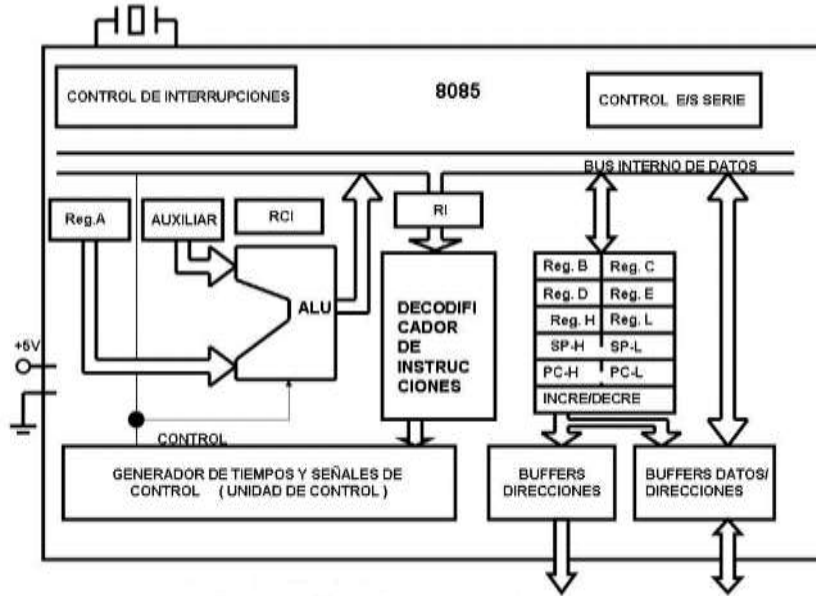 8085
CONTROL DE INTERRUPCIONES
CONTROL E/S SERIE
BUS INTERNO DE DATOS
Reg.A
AUXILIAR
RCI
RI
ALU
DECODIFI
CADOR
DE
INSTRUC
CIONES
Reg. B
Reg. C
Reg. D
Reg. E
Reg. H
Reg. L
SP-H
SP-L
PC-H
PC-L
INCRE/DECRE
+5V
CONTROL
GENERADOR DE TIEMPOS Y SEÑALES DE
CONTROL ( UNIDAD DE CONTROL )
BUFFERS
DIRECCIONES
BUFFERS DATOS/
DIRECCIONES